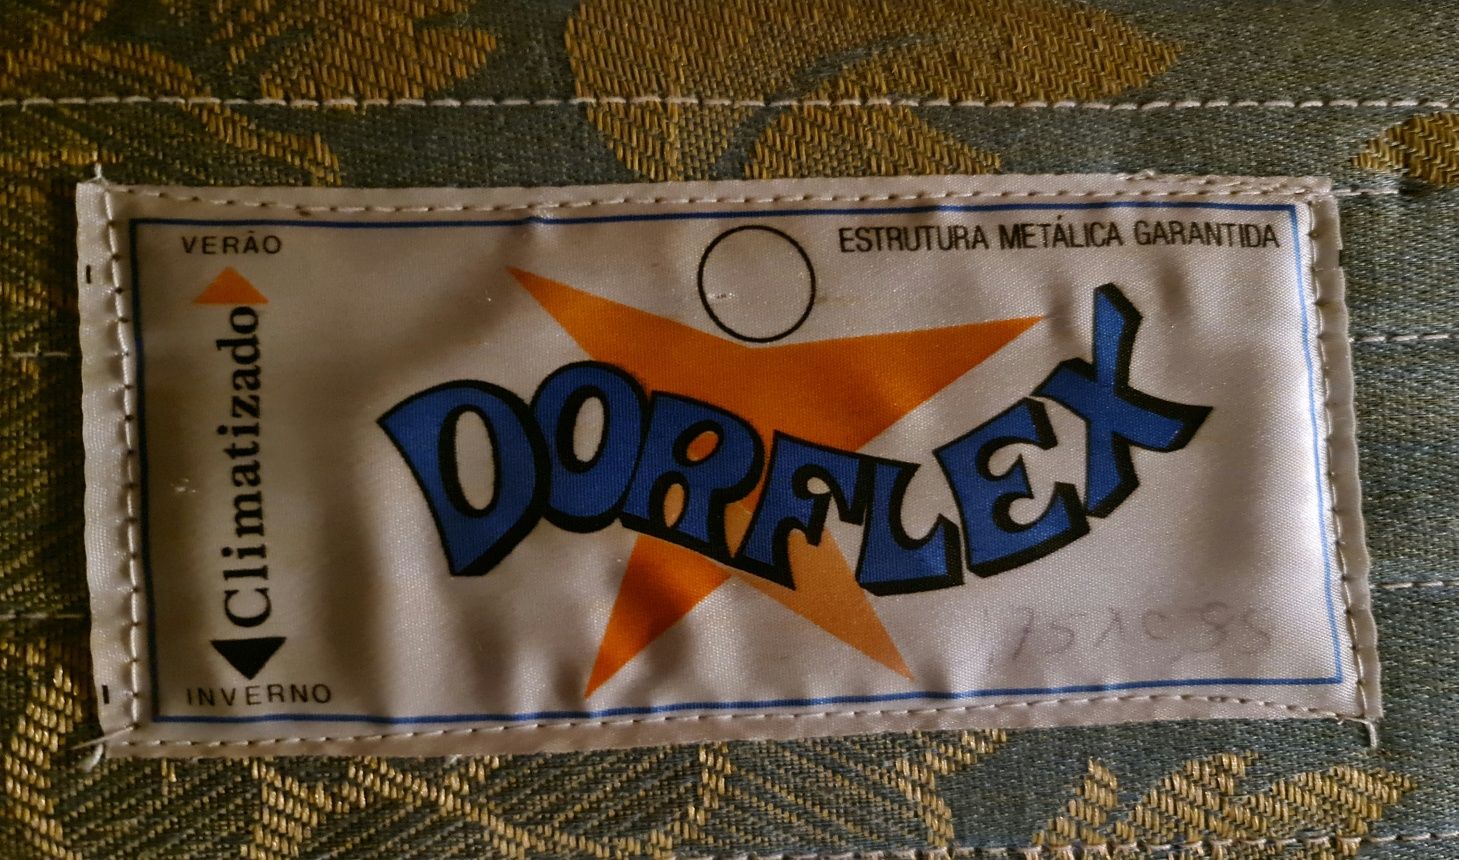 VERÃO
Climatizado
INVERNO
ESTRUTURA METÁLICA GARANTIDA
DORFLEX